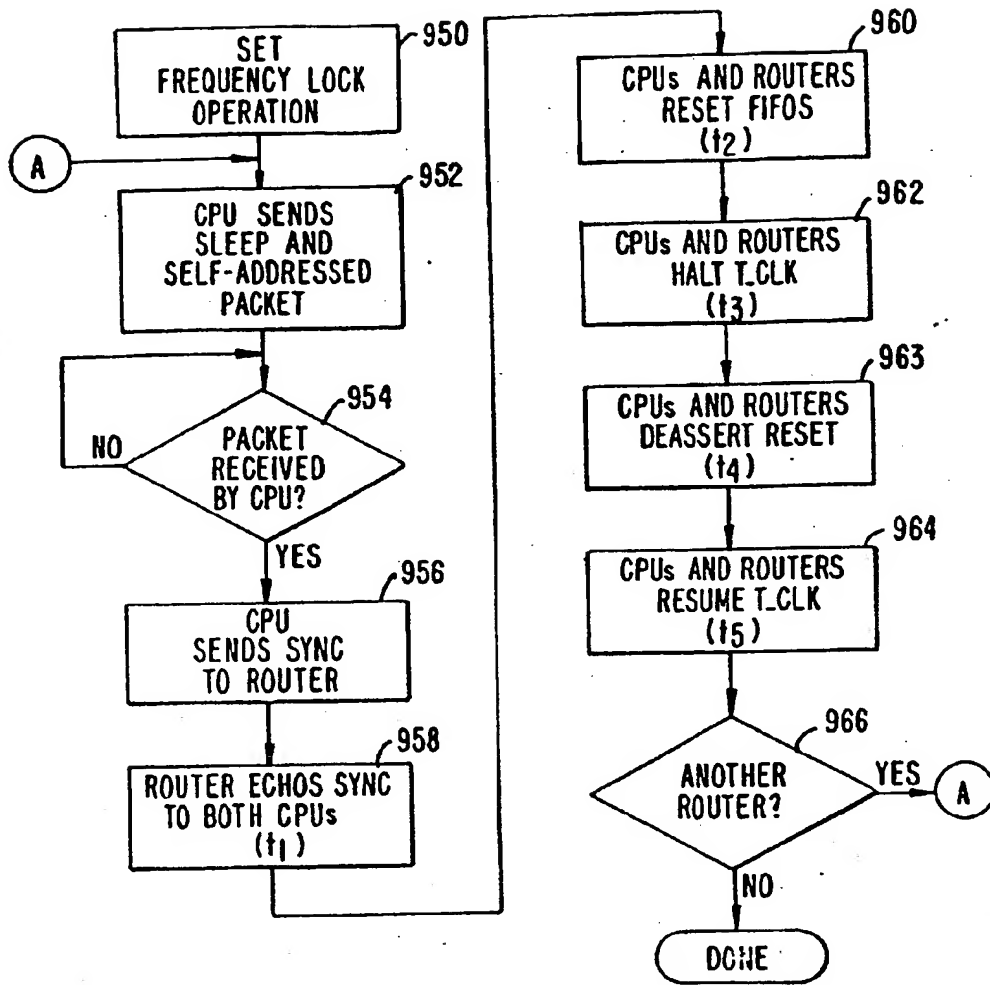 950
SET
FREQUENCY LOCK
OPERATION
A
952
CPU SENDS
SLEEP AND
SELF-ADDRESSED
PACKET
954
NO
PACKET
RECEIVED
BY CPU?
YES
956
CPU
SENDS SYNC
TO ROUTER
958
ROUTER ECHOS SYNC
TO BOTH CPUs
(t1)
960
CPUs AND ROUTERS
RESET FIFOS
(t2)
962
CPUs AND ROUTERS
HALT T_CLK
(t3)
963
CPUs AND ROUTERS
DEASSERT RESET
(t4)
964
CPUs AND ROUTERS
RESUME T_CLK
(t5)
966
ANOTHER
ROUTER?
YES
A
NO
DONE